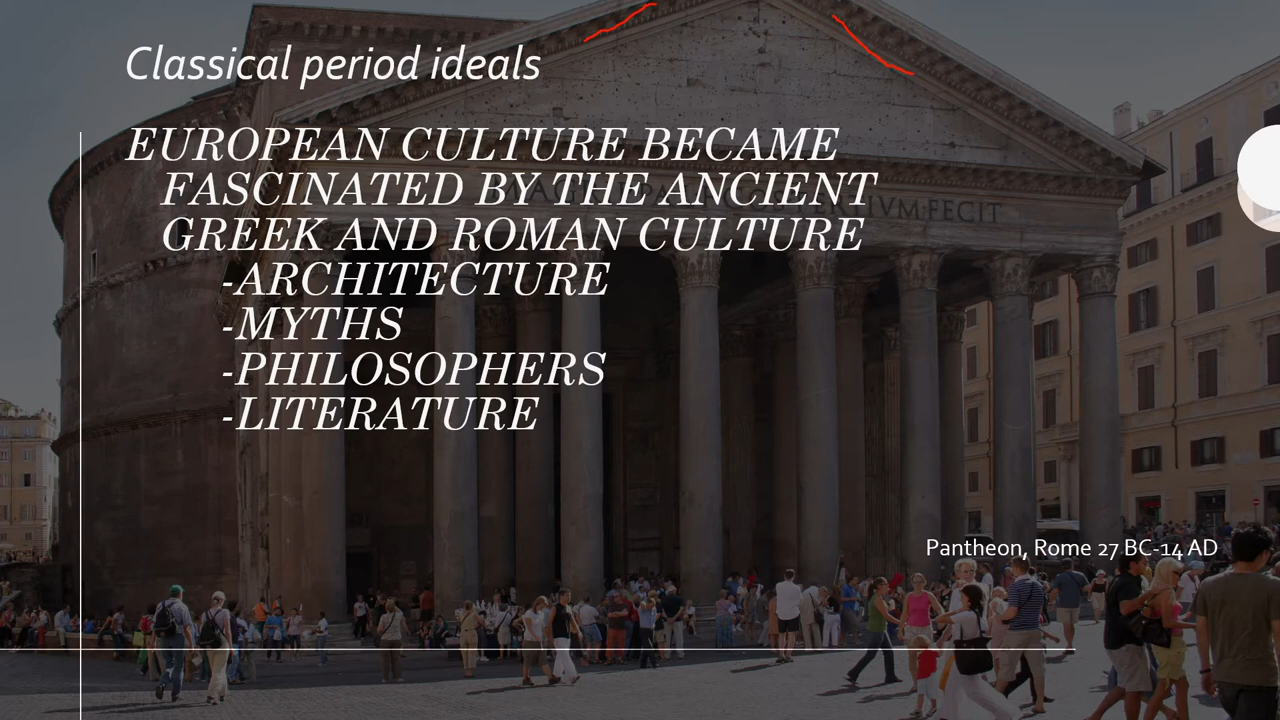 Classical period ideals
EUROPEAN CULTURE BECAME
FASCINATED BY THE ANCIENT
GREEK AND ROMAN CULTURE
-ARCHITECTURE
-MYTHS
-PHILOSOPHERS
-LITERATURE
FECIT
Pantheon, Rome 27 BC-14 AD